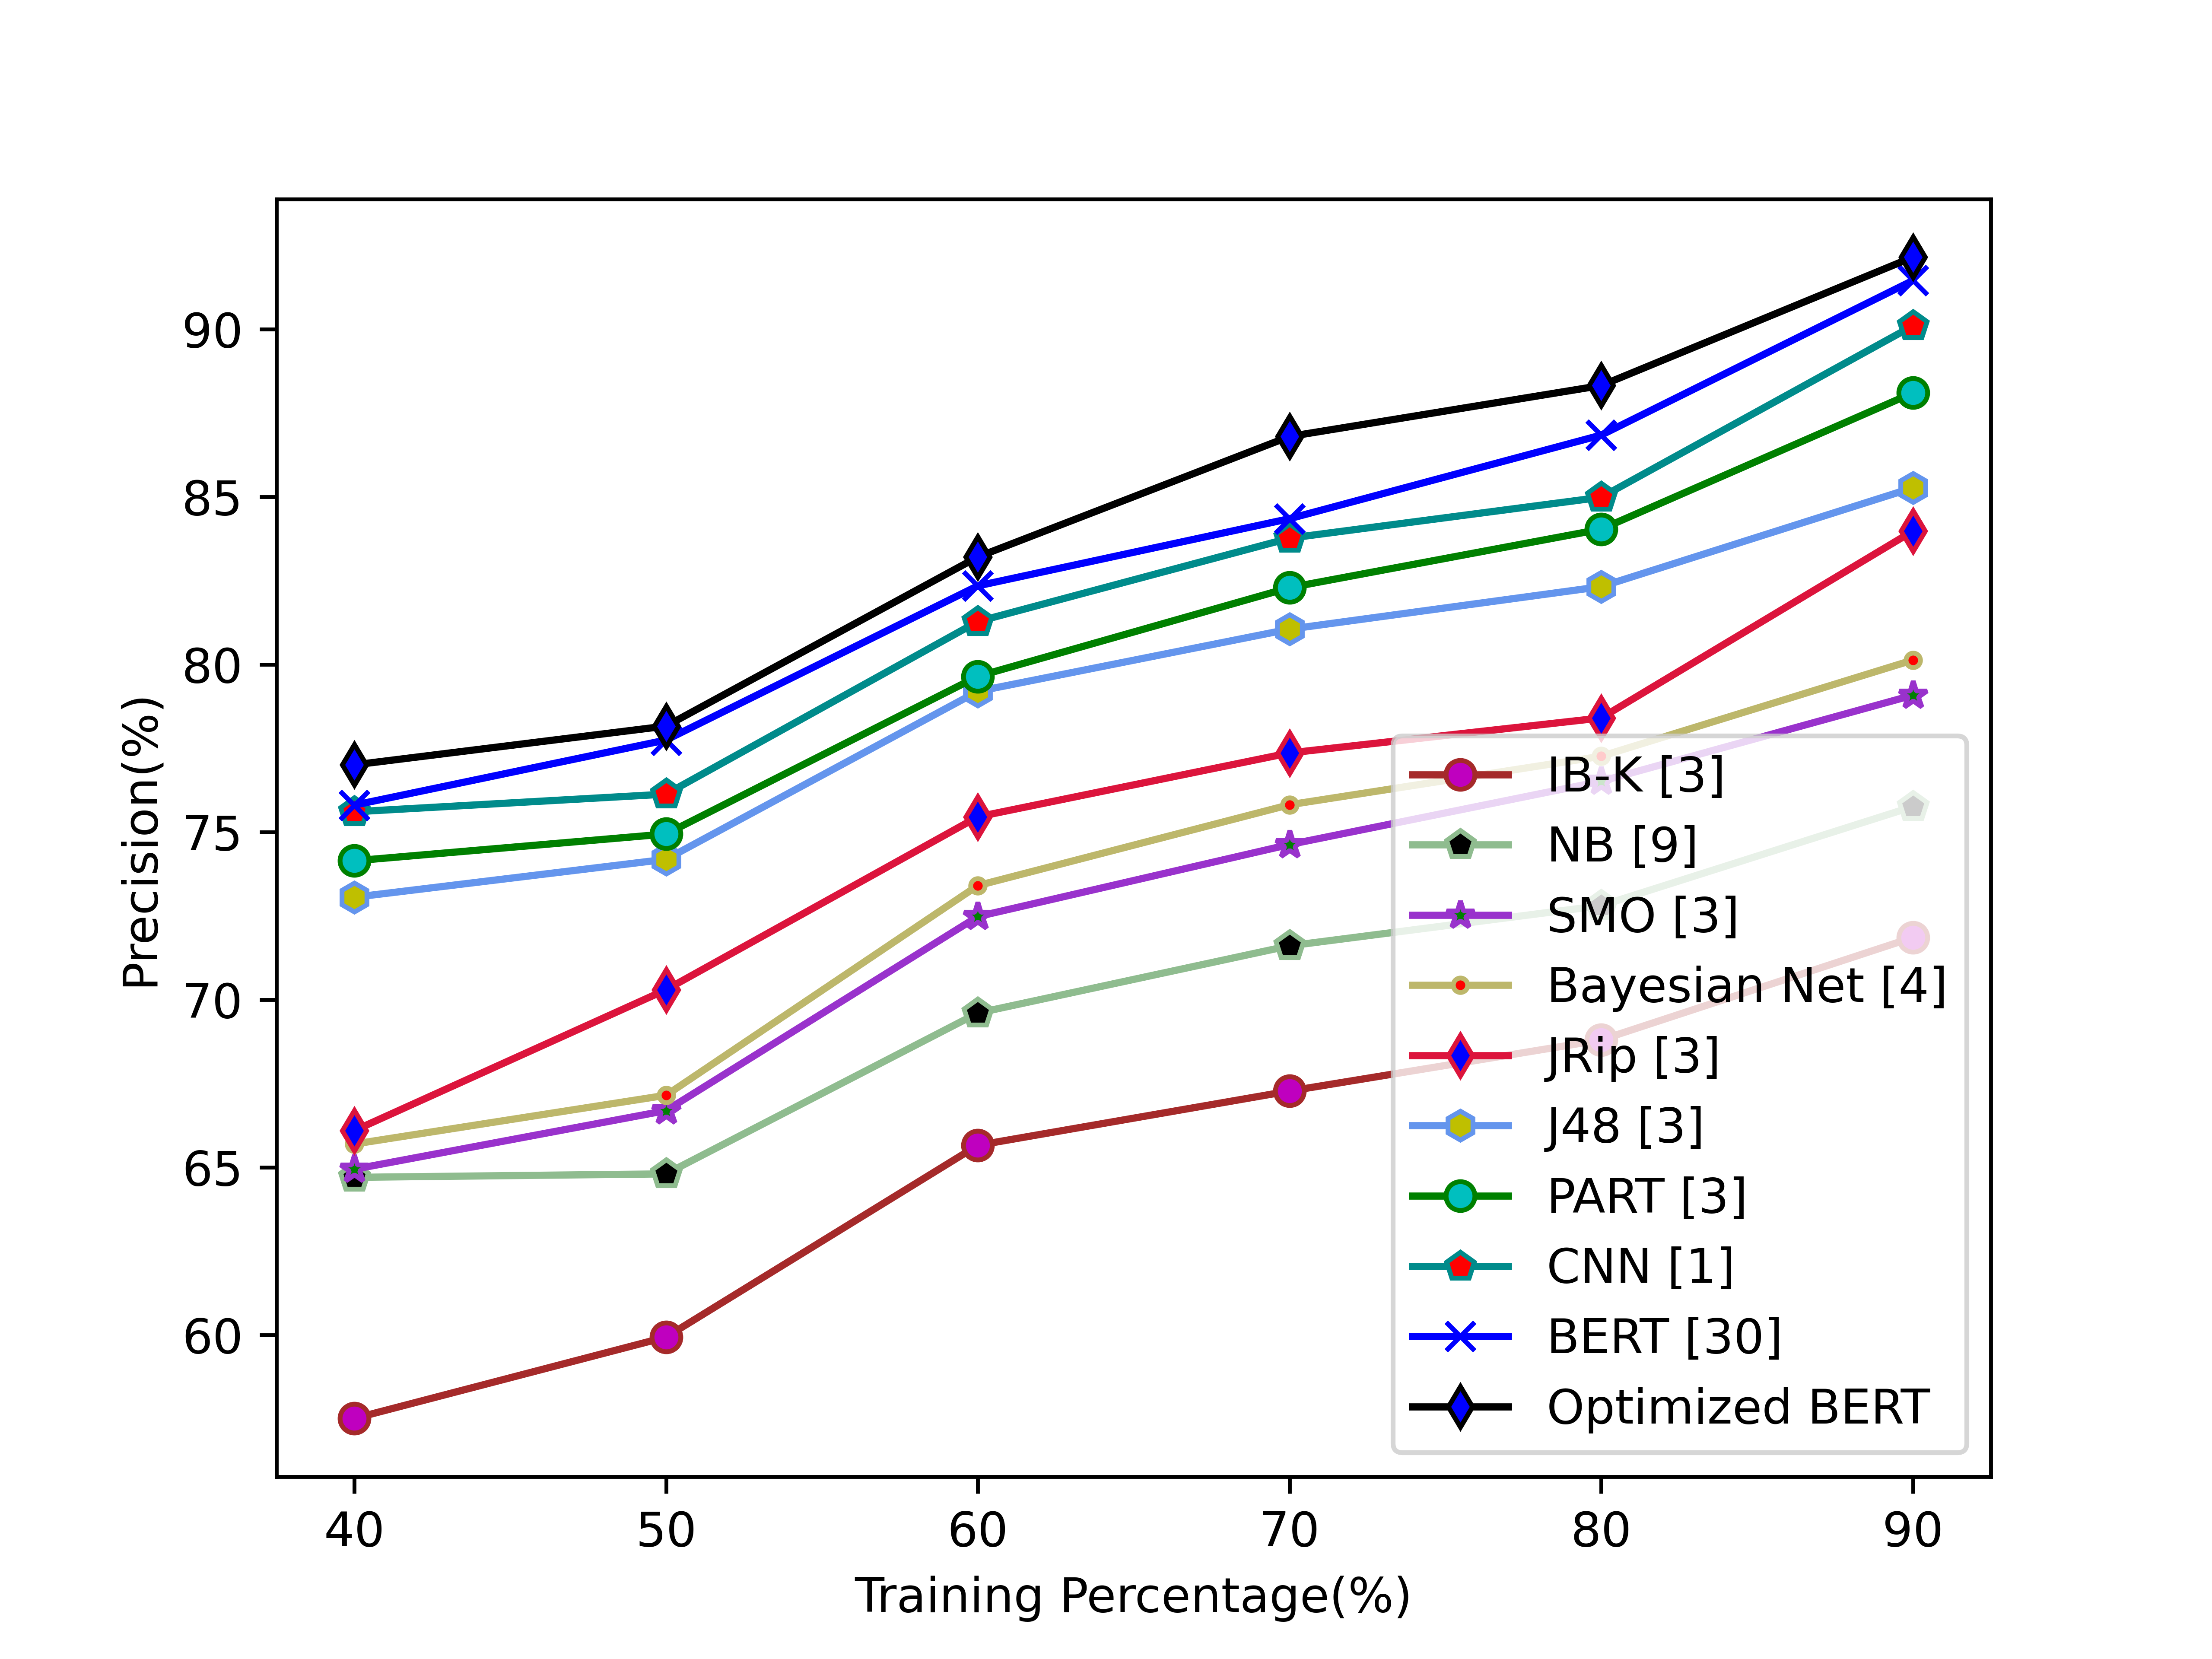 90
85
80
75
70
65
60
Precision(%)
IB-K [3]
NB [9]
SMO [3]
Bayesian Net [4]
JRip [3]
J48 [3]
PART [3]
CNN [1]
BERT [30]
Optimized BERT
40 50 60 70 80 90
Training Percentage(%)